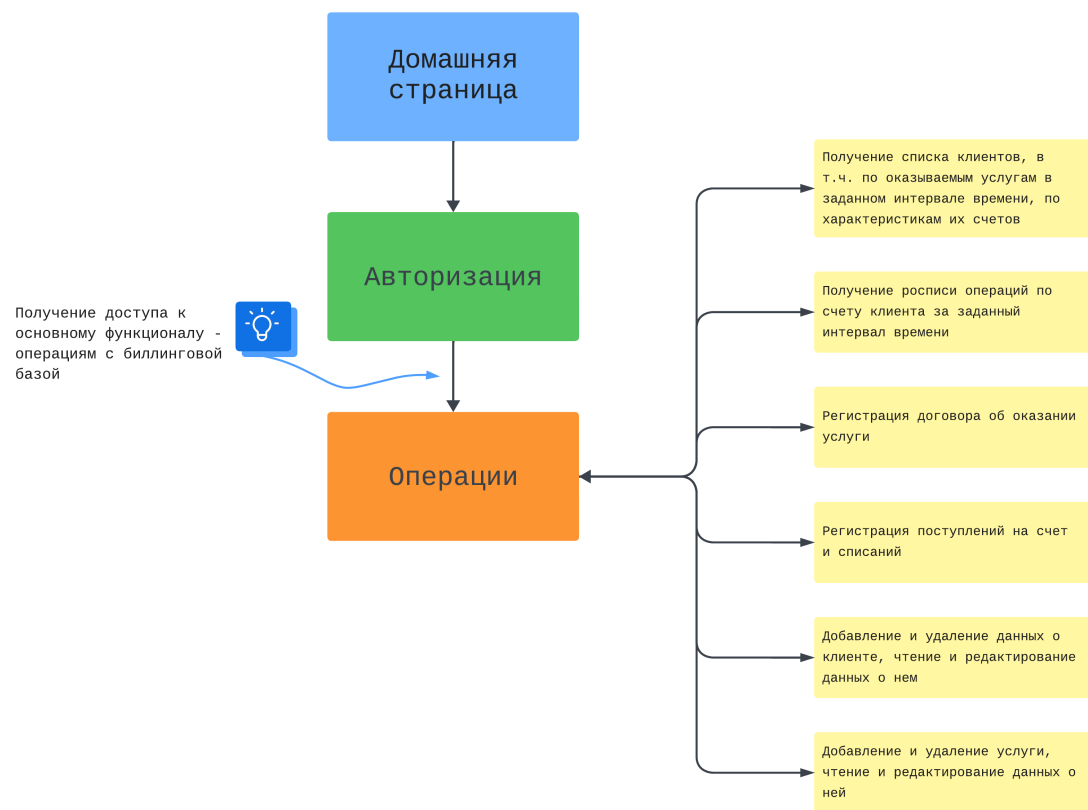 Домашняя
страница
Авторизация
Получение доступа к
основному функционалу -
операциям с биллинговой
базой
Операции
Получение списка клиентов, в
т.ч. по оказываемым услугам в
заданном интервале времени, по
характеристикам их счетов
Получение росписи операций по
счету клиента за заданный
интервал времени
Регистрация договора об оказании
услуги
Регистрация поступлений на счет
и списаний
Добавление и удаление данных о
клиенте, чтение и редактирование
данных о нем
Добавление и удаление услуги,
чтение и редактирование данных о
ней